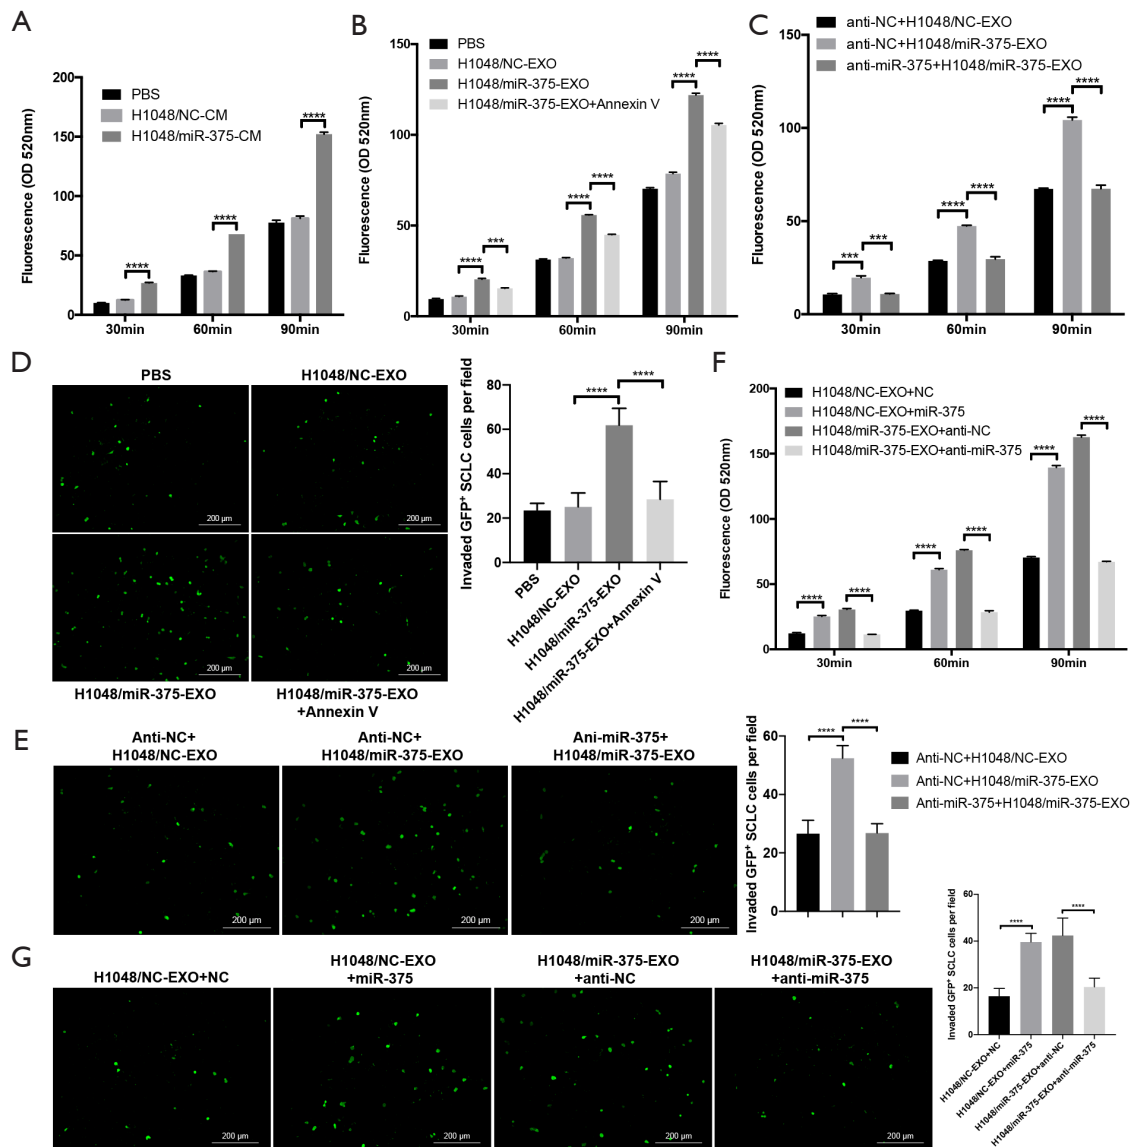 A
Fluorescence (OD 520nm)
200
150
100
50
0
PBS
H1048/NC-CM
H1048/miR-375-CM
****
****
****
30min
60min
90min
B
Fluorescence (OD 520nm)
150
100
50
0
PBS
H1048/NC-EXO
H1048/miR-375-EXO
H1048/miR-375-EXO+Annexin V
****
***
****
****
****
****
30min
60min
90min
C
Fluorescence (OD 520nm)
150
100
50
0
anti-NC+H1048/NC-EXO
anti-NC+H1048/miR-375-EXO
anti-miR-375+H1048/miR-375-EXO
***
***
****
****
****
****
30min
60min
90min
D
PBS
H1048/NC-EXO
200 µm
200 µm
200 µm
200 µm
H1048/miR-375-EXO
H1048/miR-375-EXO
+Annexin V
Invaded GFP+ SCLC cells per field
80
60
40
20
0
****
****
PBS
H1048/NC-EXO
H1048/miR-375-EXO
H1048/miR-375-EXO+Annexin V
F
Fluorescence (OD 520nm)
200
150
100
50
0
H1048/NC-EXO+NC
H1048/NC-EXO+miR-375
H1048/miR-375-EXO+anti-NC
H1048/miR-375-EXO+anti-miR-375
****
****
****
****
****
****
30min
60min
90min
E
Anti-NC+
H1048/NC-EXO
Anti-NC+
H1048/miR-375-EXO
Ani-miR-375+
H1048/miR-375-EXO
200 µm
200 µm
200 µm
Invaded GFP+ SCLC cells per field
60
40
20
0
****
****
Anti-NC+H1048/NC-EXO
Anti-NC+H1048/miR-375-EXO
Anti-miR-375+H1048/miR-375-EXO
G
H1048/NC-EXO+NC
H1048/NC-EXO
+miR-375
H1048/miR-375-EXO
+anti-NC
H1048/miR-375-EXO
+anti-miR-375
200 µm
200 µm
200 µm
200 µm
Invaded GFP+ SCLC cells per field
60
40
20
0
****
****
H1048/NC-EXO+NC
H1048/NC-EXO+miR-375
H1048/miR-375-EXO+anti-NC
H1048/miR-375-EXO+anti-miR-375